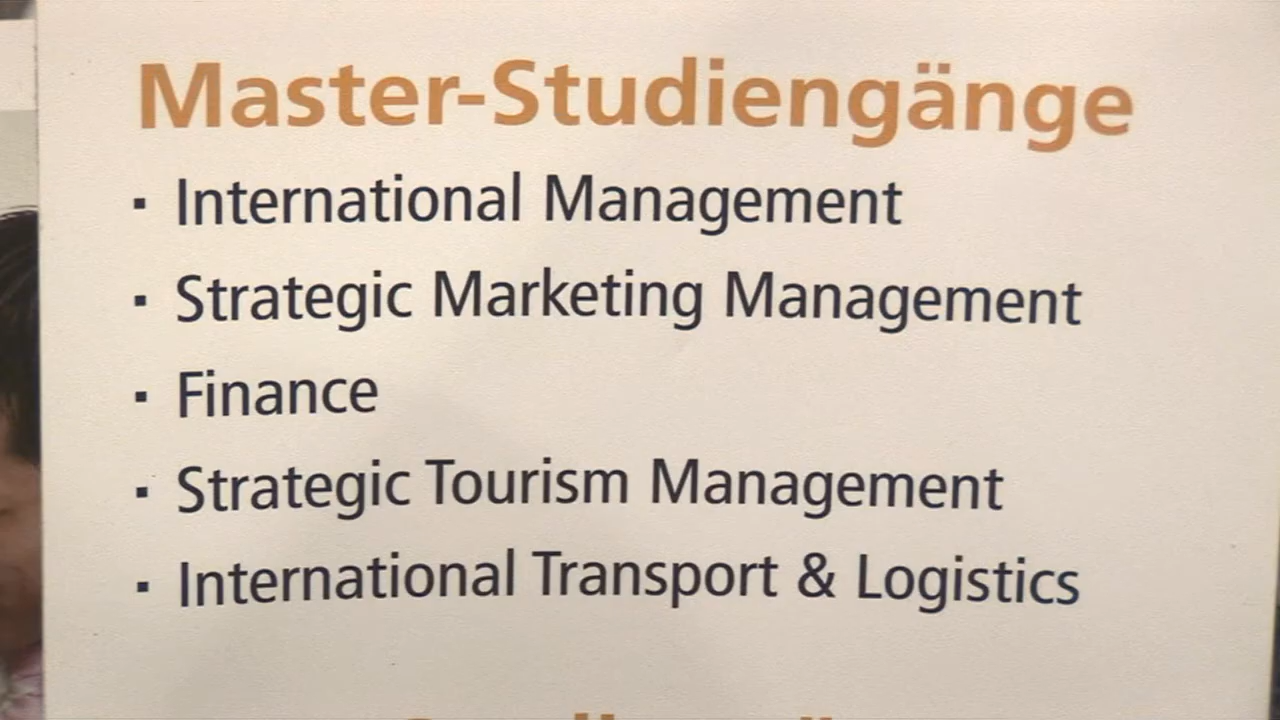 Master-Studiengänge
▪ International Management
▪ Strategic Marketing Management
▪ Finance
▪ Strategic Tourism Management
▪ International Transport & Logistics